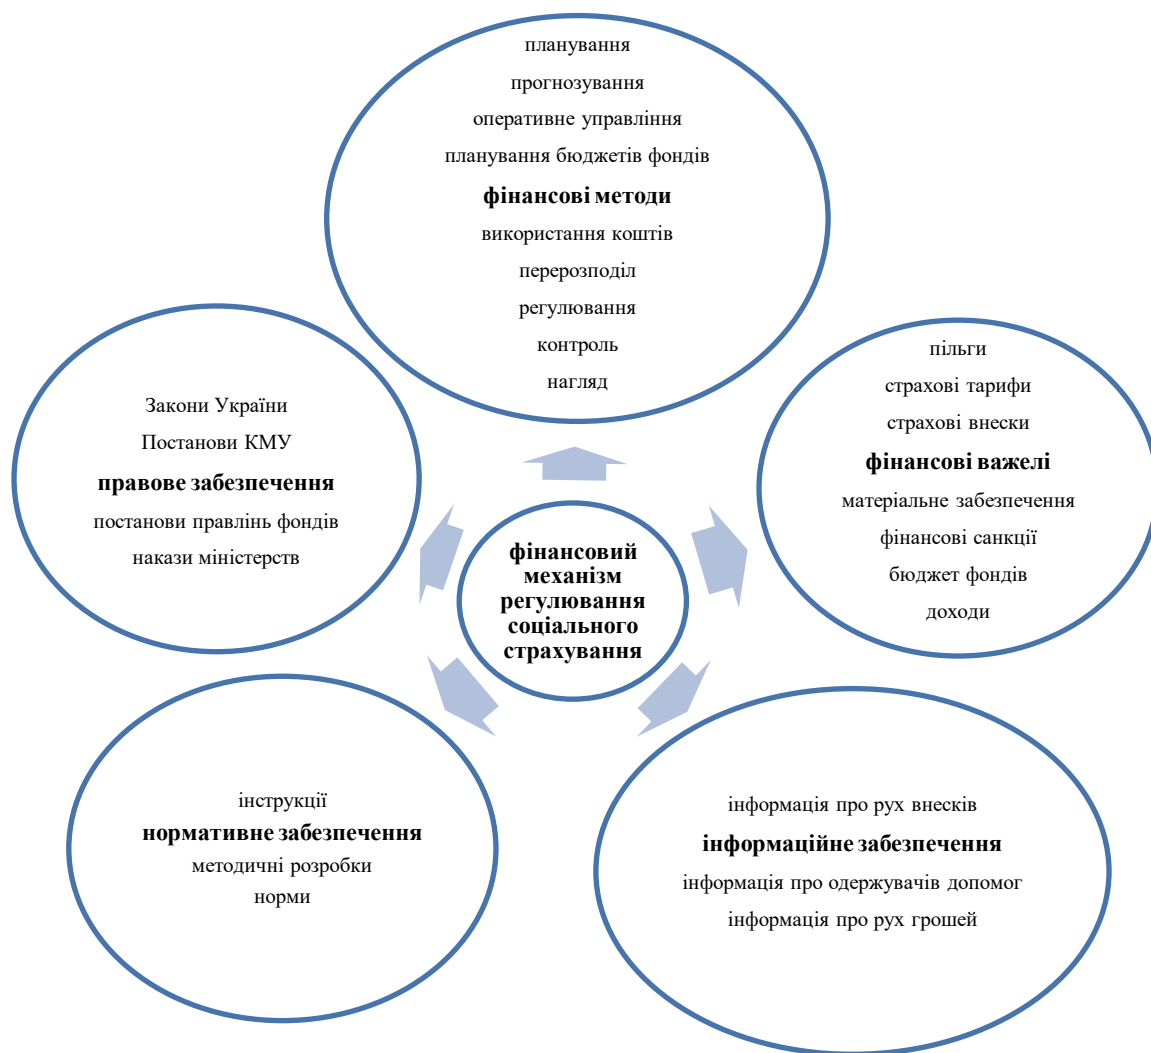 планування
прогнозування
оперативне управління
планування бюджетів фондів
фінансові методи
використання коштів
перерозподіл
регулювання
контроль
нагляд
Закони України
Постанови КМУ
правове забезпечення
постанови правлінь фондів
накази міністерств
пільги
страхові тарифи
страхові внески
фінансові важелі
матеріальне забезпечення
фінансові санкції
бюджет фондів
доходи
фінансовий
механізм
регулювання
соціального
страхування
інструкції
нормативне забезпечення
методичні розробки
норми
інформація про рух внесків
інформаційне забезпечення
інформація про одержувачів допомог
інформація про рух грошей